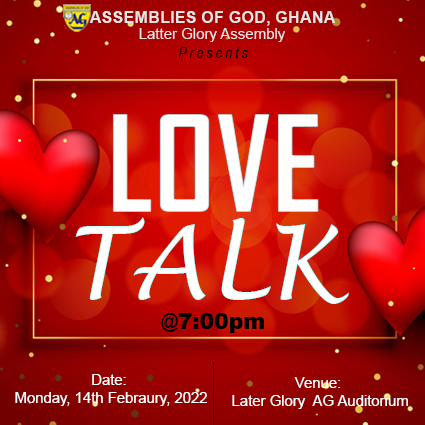 ASSEMBLIES OF GOD, GHANA
Latter Glory Assembly
Presents
LOVE
TALK
@7:00pm
Date:
Monday, 14th Febraury, 2022
Venue:
Later Glory AG Auditorium